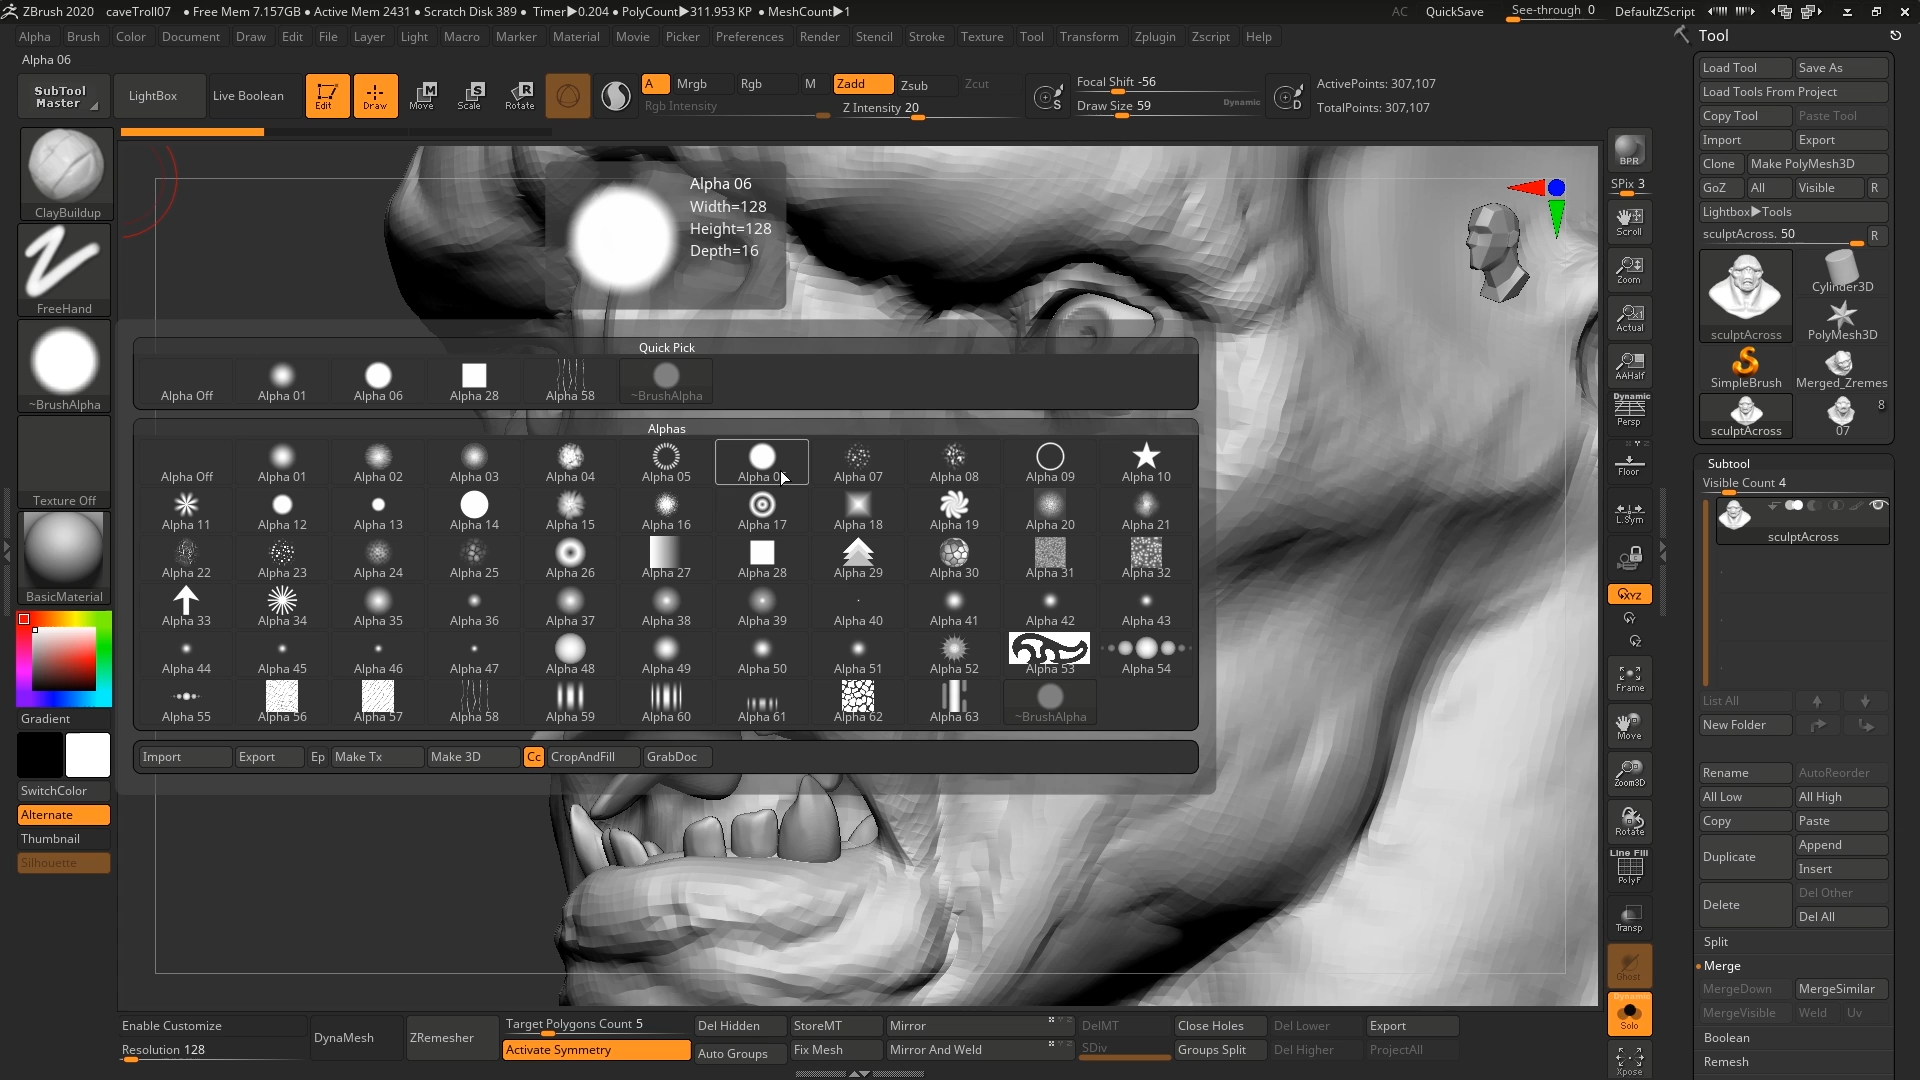 ZBrush 2020 caveTroll07 • Free Mem 7.157GB • Active Mem 2431 • Scratch Disk 389 • Timer▶0.204 • PolyCount▶311.953 KP • MeshCount▶1 AC QuickSave See-through 0 DefaultZScript
Alpha Brush Color Document Draw Edit File Layer Light Macro Marker Material Movie Picker Preferences Render Stencil Stroke Texture Tool Transform Zplugin Zscript Help
Alpha 06
SubTool Master
LightBox
Live Boolean
Edit
Draw
Move
Scale
Rotate
A Mrgb Rgb M
Rgb Intensity
Zadd Zsub Zcut
Z Intensity 20
S
Focal Shift -56
Draw Size 59 Dynamic
D
ActivePoints: 307,107
TotalPoints: 307,107
ClayBuildup
FreeHand
~BrushAlpha
Texture Off
BasicMaterial
Gradient
SwitchColor
Alternate
Thumbnail
Silhouette
Alpha 06
Width=128
Height=128
Depth=16
Quick Pick
Alpha Off Alpha 01 Alpha 06 Alpha 28 Alpha 58 ~BrushAlpha
Alphas
Alpha Off Alpha 01 Alpha 02 Alpha 03 Alpha 04 Alpha 05 Alpha 0 Alpha 07 Alpha 08 Alpha 09 Alpha 10
Alpha 11 Alpha 12 Alpha 13 Alpha 14 Alpha 15 Alpha 16 Alpha 17 Alpha 18 Alpha 19 Alpha 20 Alpha 21
Alpha 22 Alpha 23 Alpha 24 Alpha 25 Alpha 26 Alpha 27 Alpha 28 Alpha 29 Alpha 30 Alpha 31 Alpha 32
Alpha 33 Alpha 34 Alpha 35 Alpha 36 Alpha 37 Alpha 38 Alpha 39 Alpha 40 Alpha 41 Alpha 42 Alpha 43
Alpha 44 Alpha 45 Alpha 46 Alpha 47 Alpha 48 Alpha 49 Alpha 50 Alpha 51 Alpha 52 Alpha 53 Alpha 54
Alpha 55 Alpha 56 Alpha 57 Alpha 58 Alpha 59 Alpha 60 Alpha 61 Alpha 62 Alpha 63 ~BrushAlpha
Import Export Ep Make Tx Make 3D Cc CropAndFill GrabDoc
BPR
SPix 3
Scroll
Zoom
Actual
AAHalf
Dynamic
Persp
Floor
L.Sym
XYZ
Y
Z
Frame
Move
Zoom3D
Rotate
Line Fill
PolyF
Transp
Ghost
Dynamic
Solo
Xpose
Tool
Load Tool Save As
Load Tools From Project
Copy Tool Paste Tool
Import Export
Clone Make PolyMesh3D
GoZ All Visible R
Lightbox▶Tools
sculptAcross. 50 R
sculptAcross
Cylinder3D
PolyMesh3D
SimpleBrush Merged_Zremes
8
sculptAcross 07
Subtool
Visible Count 4
sculptAcross
List All
New Folder
Rename AutoReorder
All Low All High
Copy Paste
Duplicate Append
Insert
Delete Del Other
Del All
Split
Merge
MergeDown MergeSimilar
MergeVisible Weld Uv
Boolean
Remesh
Enable Customize
Resolution 128
DynaMesh
ZRemesher
Target Polygons Count 5
Activate Symmetry
Del Hidden
Auto Groups
StoreMT
Fix Mesh
Mirror
Mirror And Weld
DelMT
SDiv
Close Holes
Groups Split
Del Lower
Del Higher
Export
ProjectAll